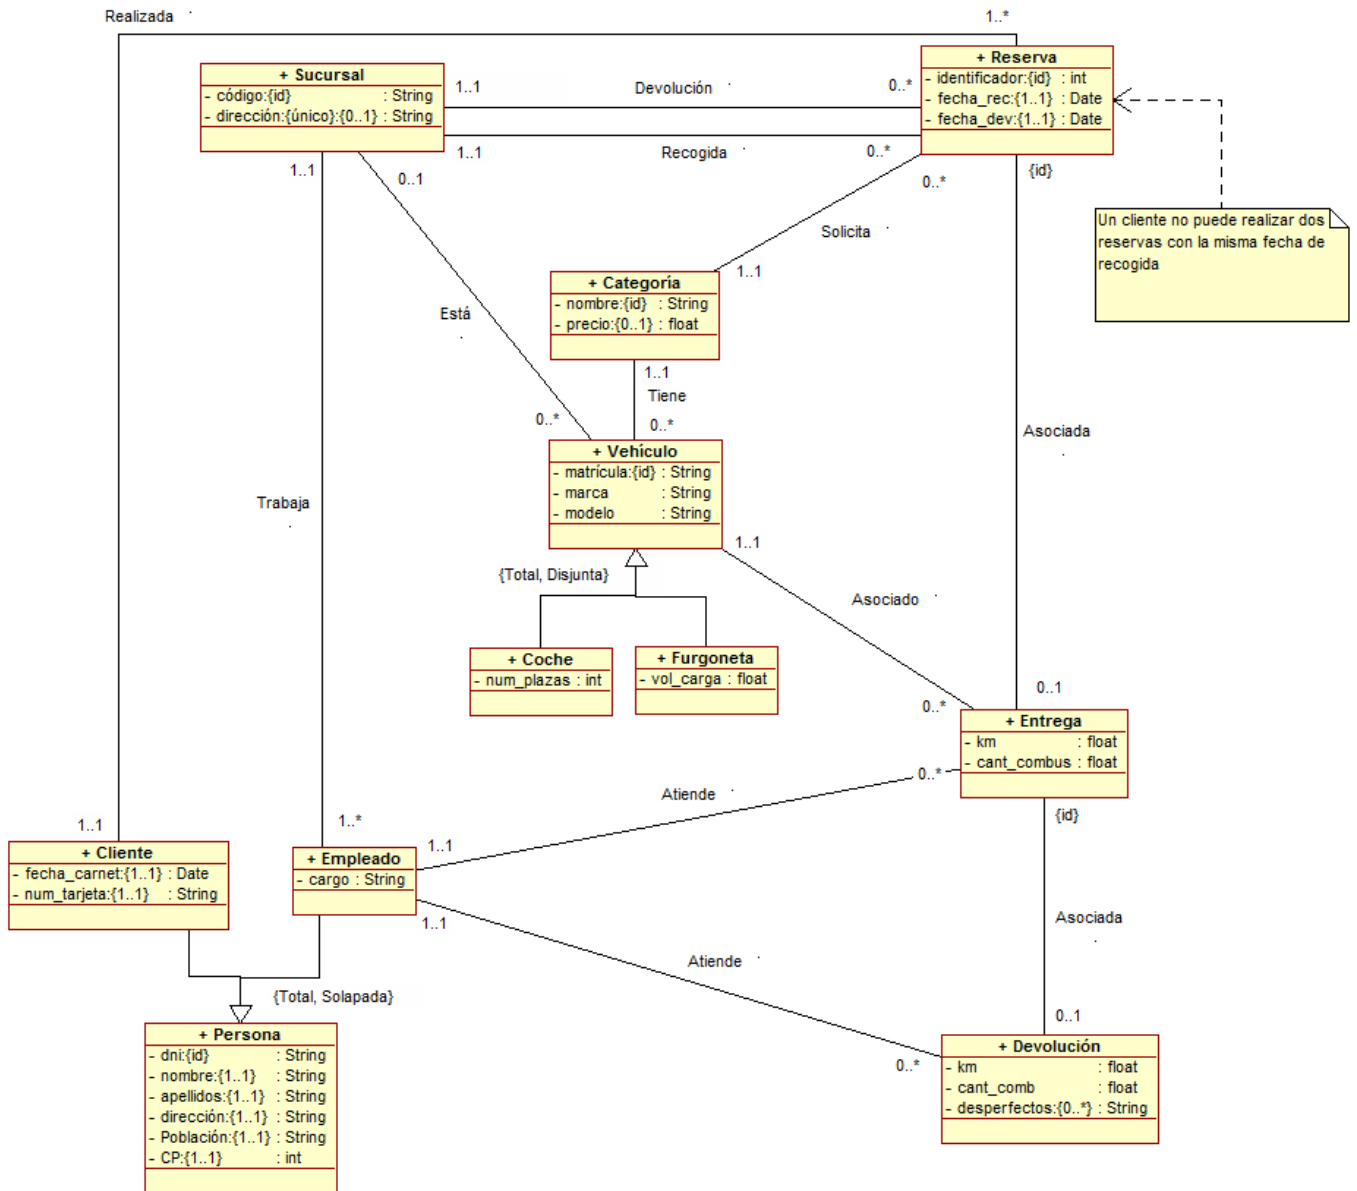 Realizada
1..*
+ Sucursal
- código:{id} : String
- dirección:{único}:{0..1} : String
1..1
Devolución
0..*
1..1
Recogida
0..*
+ Reserva
- identificador:{id} : int
- fecha_rec:{1..1} : Date
- fecha_dev:{1..1} : Date
1..1
0..1
0..*
{id}
Un cliente no puede realizar dos
reservas con la misma fecha de
recogida
Solicita
1..1
+ Categoría
- nombre:{id} : String
- precio:{0..1} : float
Está
1..1
Tiene
0..*
0..*
+ Vehículo
- matrícula:{id} : String
- marca : String
- modelo : String
Asociada
Trabaja
1..1
{Total, Disjunta}
Asociado
+ Coche
- num_plazas : int
+ Furgoneta
- vol_carga : float
0..1
0..*
+ Entrega
- km : float
- cant_combus : float
0..*
Atiende
{id}
1..1
1..*
1..1
+ Cliente
- fecha_carnet:{1..1} : Date
- num_tarjeta:{1..1} : String
+ Empleado
- cargo : String
1..1
Asociada
Atiende
{Total, Solapada}
0..1
0..*
+ Persona
- dni:{id} : String
- nombre:{1..1} : String
- apellidos:{1..1} : String
- dirección:{1..1} : String
- Población:{1..1} : String
- CP:{1..1} : int
+ Devolución
- km : float
- cant_comb : float
- desperfectos:{0..*} : String